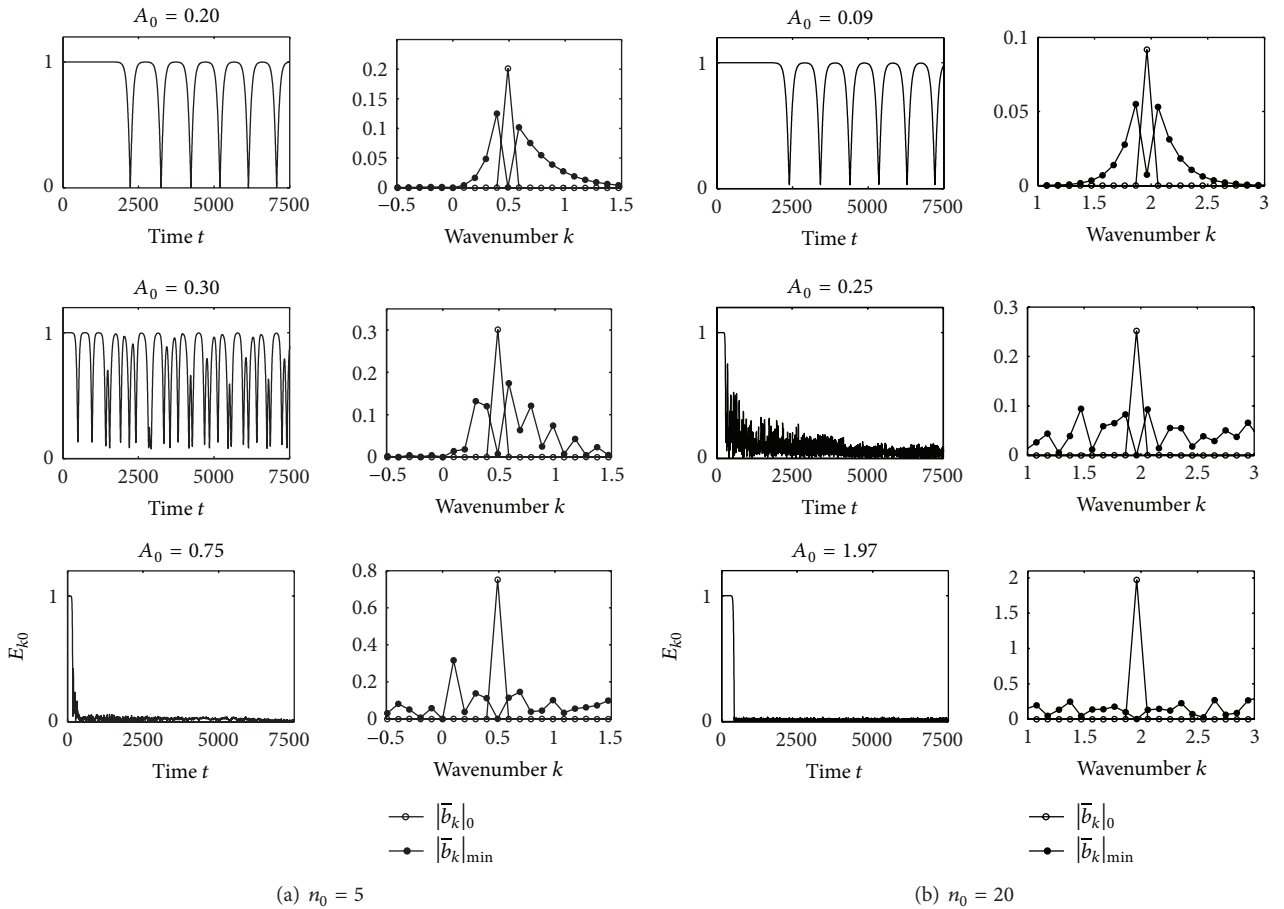 A0 = 0.20
1
0
0 2500 5000 7500
Time t
0.2
0.15
0.1
0.05
0
−0.5 0 0.5 1 1.5
Wavenumber k
A0 = 0.09
1
0
0 2500 5000 7500
Time t
0.1
0.05
0
1 1.5 2 2.5 3
Wavenumber k
A0 = 0.30
1
0
0 2500 5000 7500
Time t
0.3
0.2
0.1
0
−0.5 0 0.5 1 1.5
Wavenumber k
A0 = 0.25
1
0
0 2500 5000 7500
Time t
0.3
0.2
0.1
0
1 1.5 2 2.5 3
Wavenumber k
A0 = 0.75
Ek0
1
0
0 2500 5000 7500
Time t
0.8
0.6
0.4
0.2
0
−0.5 0 0.5 1 1.5
Wavenumber k
A0 = 1.97
Ek0
1
0
0 2500 5000 7500
Time t
2
1.5
1
0.5
0
1 1.5 2 2.5 3
Wavenumber k
|b̅k|0
|b̅k|min
|b̅k|0
|b̅k|min
(a) n0 = 5
(b) n0 = 20